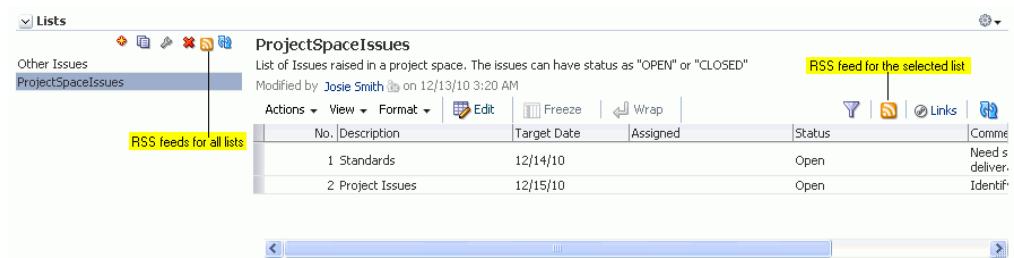 Lists
ProjectSpaceIssues
Other Issues
List of Issues raised in a project space. The issues can have status as "OPEN" or "CLOSED"
RSS feed for the selected list
ProjectSpaceIssues
Modified by Josie Smith on 12/13/10 3:20 AM
Actions View Format Edit Freeze Wrap Links
RSS feeds for all lists
No. Description Target Date Assigned Status Comme
1 Standards 12/14/10 Open Need s
deliver
2 Project Issues 12/15/10 Open Identif